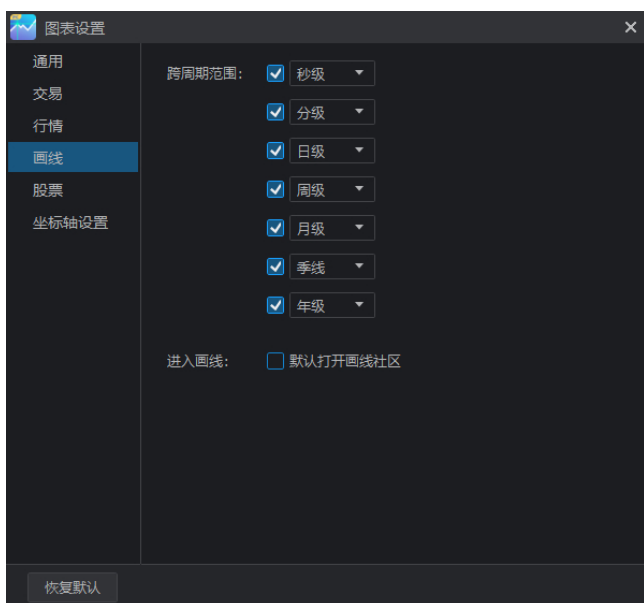 图表设置
通用
交易
行情
画线
股票
坐标轴设置
跨周期范围:
秒级
分级
日级
周级
月级
季线
年级
进入画线:
默认打开画线社区
恢复默认